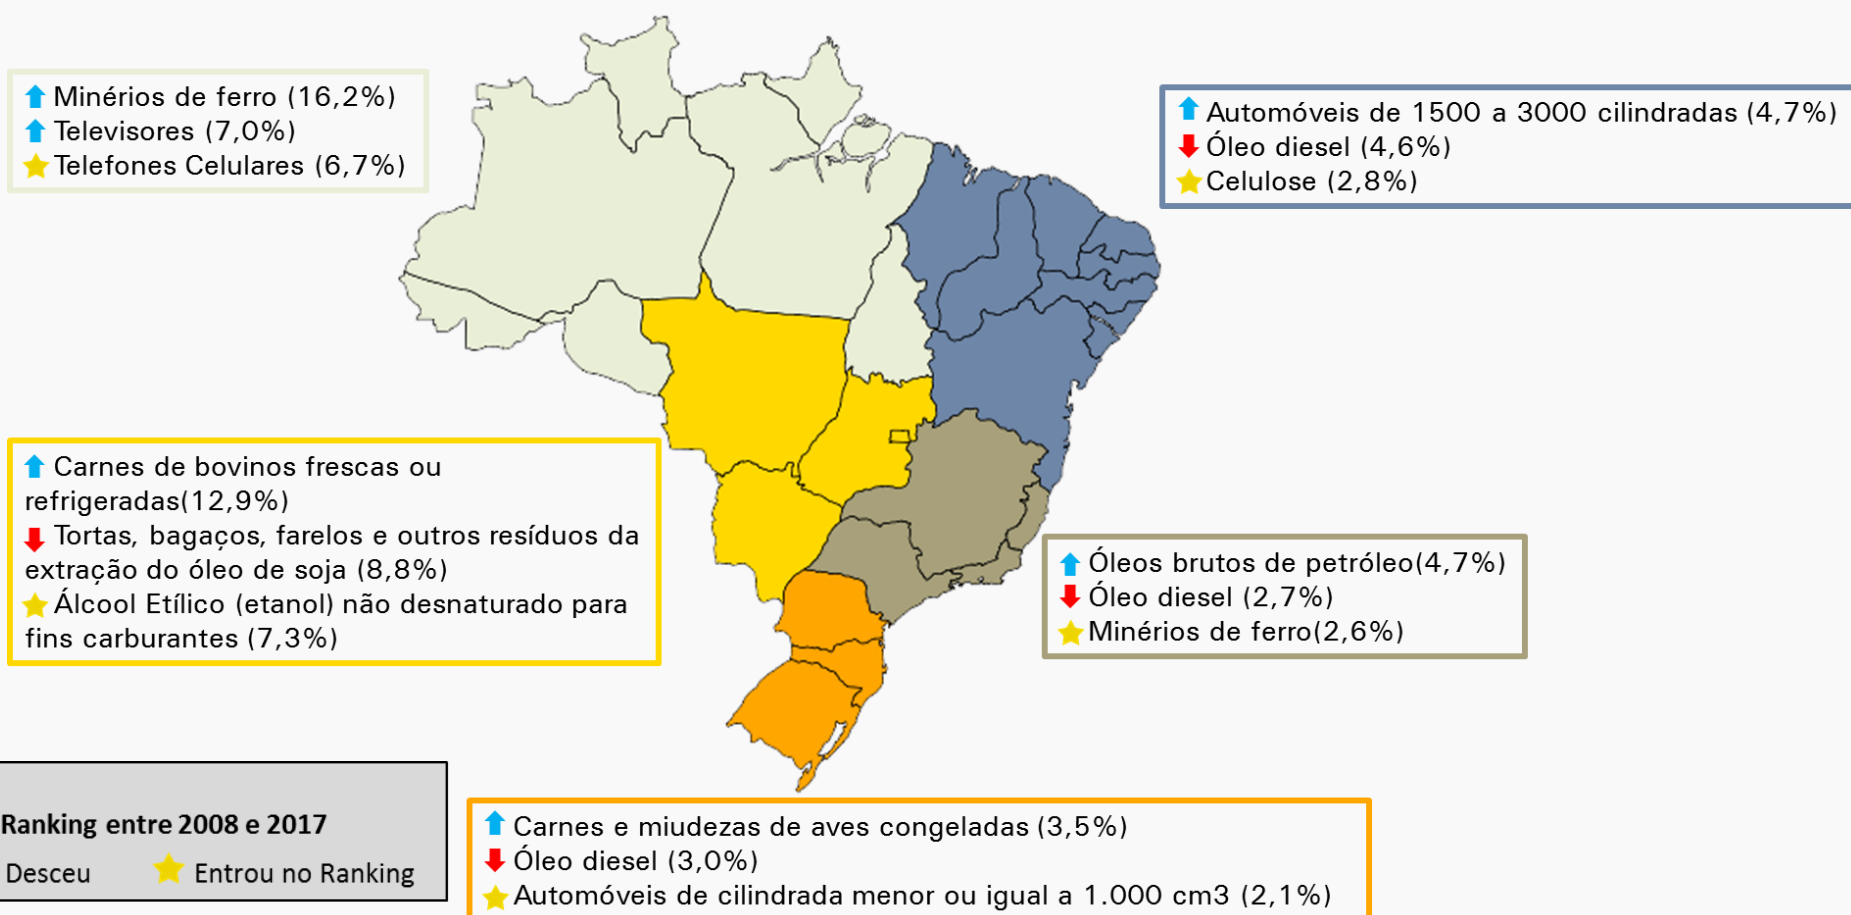 Minérios de ferro (16,2%)
Televisores (7,0%)
Telefones Celulares (6,7%)
Automóveis de 1500 a 3000 cilindradas (4,7%)
Óleo diesel (4,6%)
Celulose (2,8%)
Carnes de bovinos frescas ou
refrigeradas(12,9%)
Tortas, bagaços, farelos e outros resíduos da
extração do óleo de soja (8,8%)
Álcool Etílico (etanol) não desnaturado para
fins carburantes (7,3%)
Óleos brutos de petróleo(4,7%)
Óleo diesel (2,7%)
Minérios de ferro(2,6%)
Ranking entre 2008 e 2017
Desceu Entrou no Ranking
Carnes e miudezas de aves congeladas (3,5%)
Óleo diesel (3,0%)
Automóveis de cilindrada menor ou igual a 1.000 cm3 (2,1%)